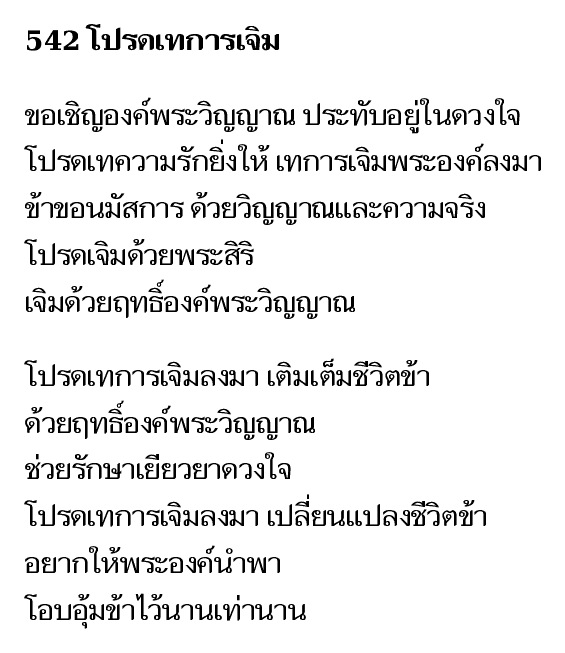 542 โปรดเทการเจิม
ขอเชิญองค์พระวิญญาณ ประทับอยู่ในดวงใจ
โปรดเทความรักยิ่งให้ เทการเจิมพระองค์ลงมา
ข้าขอนมัสการ ด้วยวิญญาณและความจริง
โปรดเจิมด้วยพระสิริ
เจิมด้วยฤทธิ์องค์พระวิญญาณ
โปรดเทการเจิมลงมา เติมเต็มชีวิตข้า
ด้วยฤทธิ์องค์พระวิญญาณ
ช่วยรักษาเยียวยาดวงใจ
โปรดเทการเจิมลงมา เปลี่ยนแปลงชีวิตข้า
อยากให้พระองค์นำพา
โอบอุ้มข้าไว้นานเท่านาน